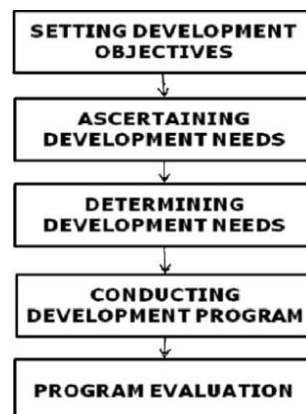 SETTING DEVELOPMENT
OBJECTIVES
ASCERTAINING
DEVELOPMENT NEEDS
DETERMINING
DEVELOPMENT NEEDS
CONDUCTING
DEVELOPMENT PROGRAM
PROGRAM EVALUATION